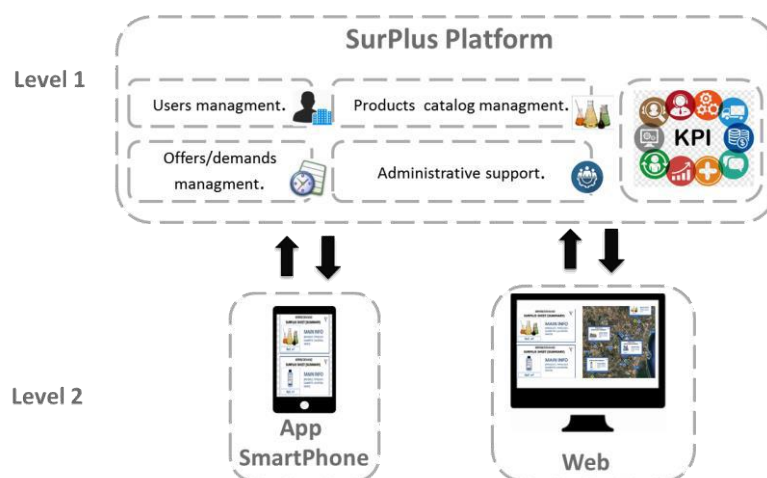 SurPlus Platform
Level 1
Users managment.
Products catalog managment.
KPI
Offers/demands
managment.
Administrative support.
Level 2
MAIN INFO
MAIN INFO
MAIN INFO
MAIN INFO
App
SmartPhone
Web